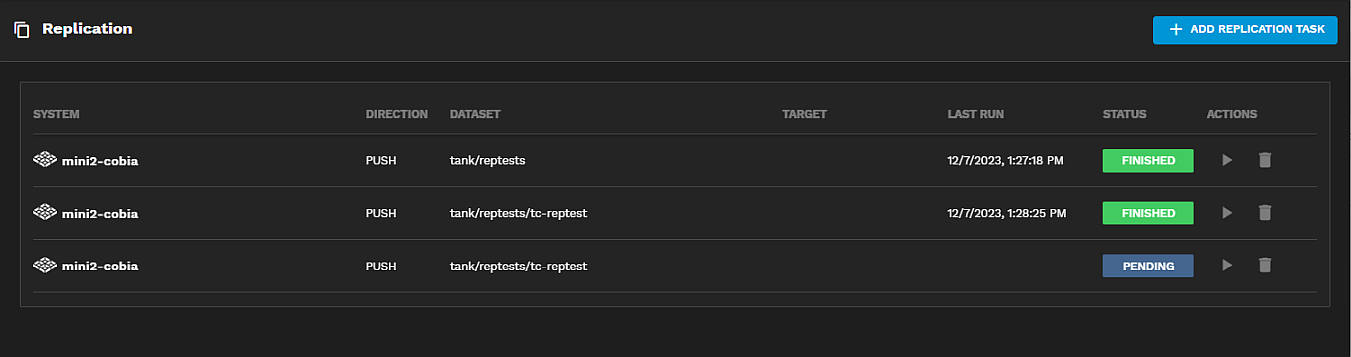 Replication
ADD REPLICATION TASK
SYSTEM DIRECTION DATASET TARGET LAST RUN STATUS ACTIONS
mini2-cobia PUSH tank/reptests 12/7/2023, 1:27:18 PM FINISHED
mini2-cobia PUSH tank/reptests/tc-reptest 12/7/2023, 1:28:25 PM FINISHED
mini2-cobia PUSH tank/reptests/tc-reptest PENDING